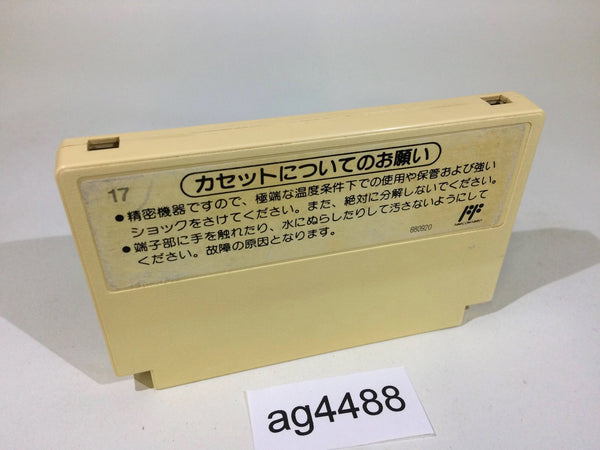 17
カセットについてのお願い
●精密機器ですので、極端な温度条件下での使用や保管および強い
ショックをさけてください。また、絶対に分解しないでください。
●端子部に手を触れたり、水にぬらしたりして汚さないようにして
ください。故障の原因となります。
880920
ag4488